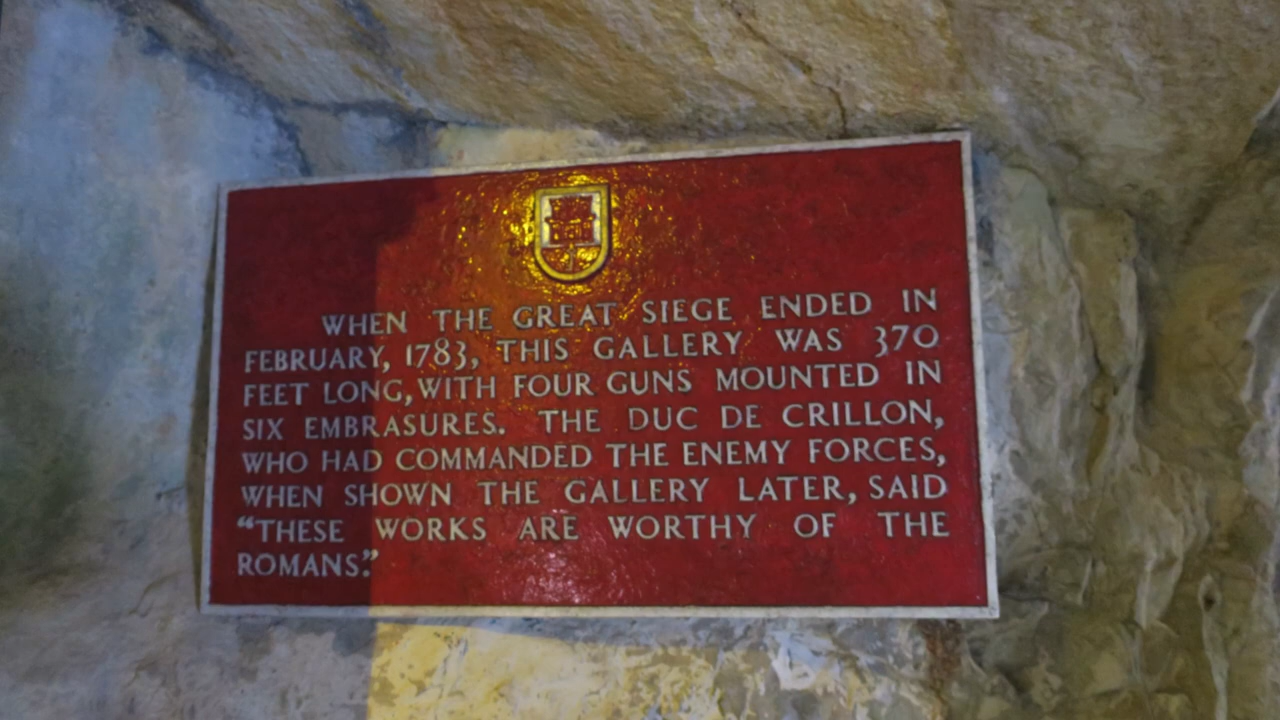 WHEN THE GREAT SIEGE ENDED IN
FEBRUARY, 1783, THIS GALLERY WAS 370
FEET LONG, WITH FOUR GUNS MOUNTED IN
SIX EMBRASURES. THE DUC DE CRILLON,
WHO HAD COMMANDED THE ENEMY FORCES,
WHEN SHOWN THE GALLERY LATER, SAID
“THESE WORKS ARE WORTHY OF THE
ROMANS.”